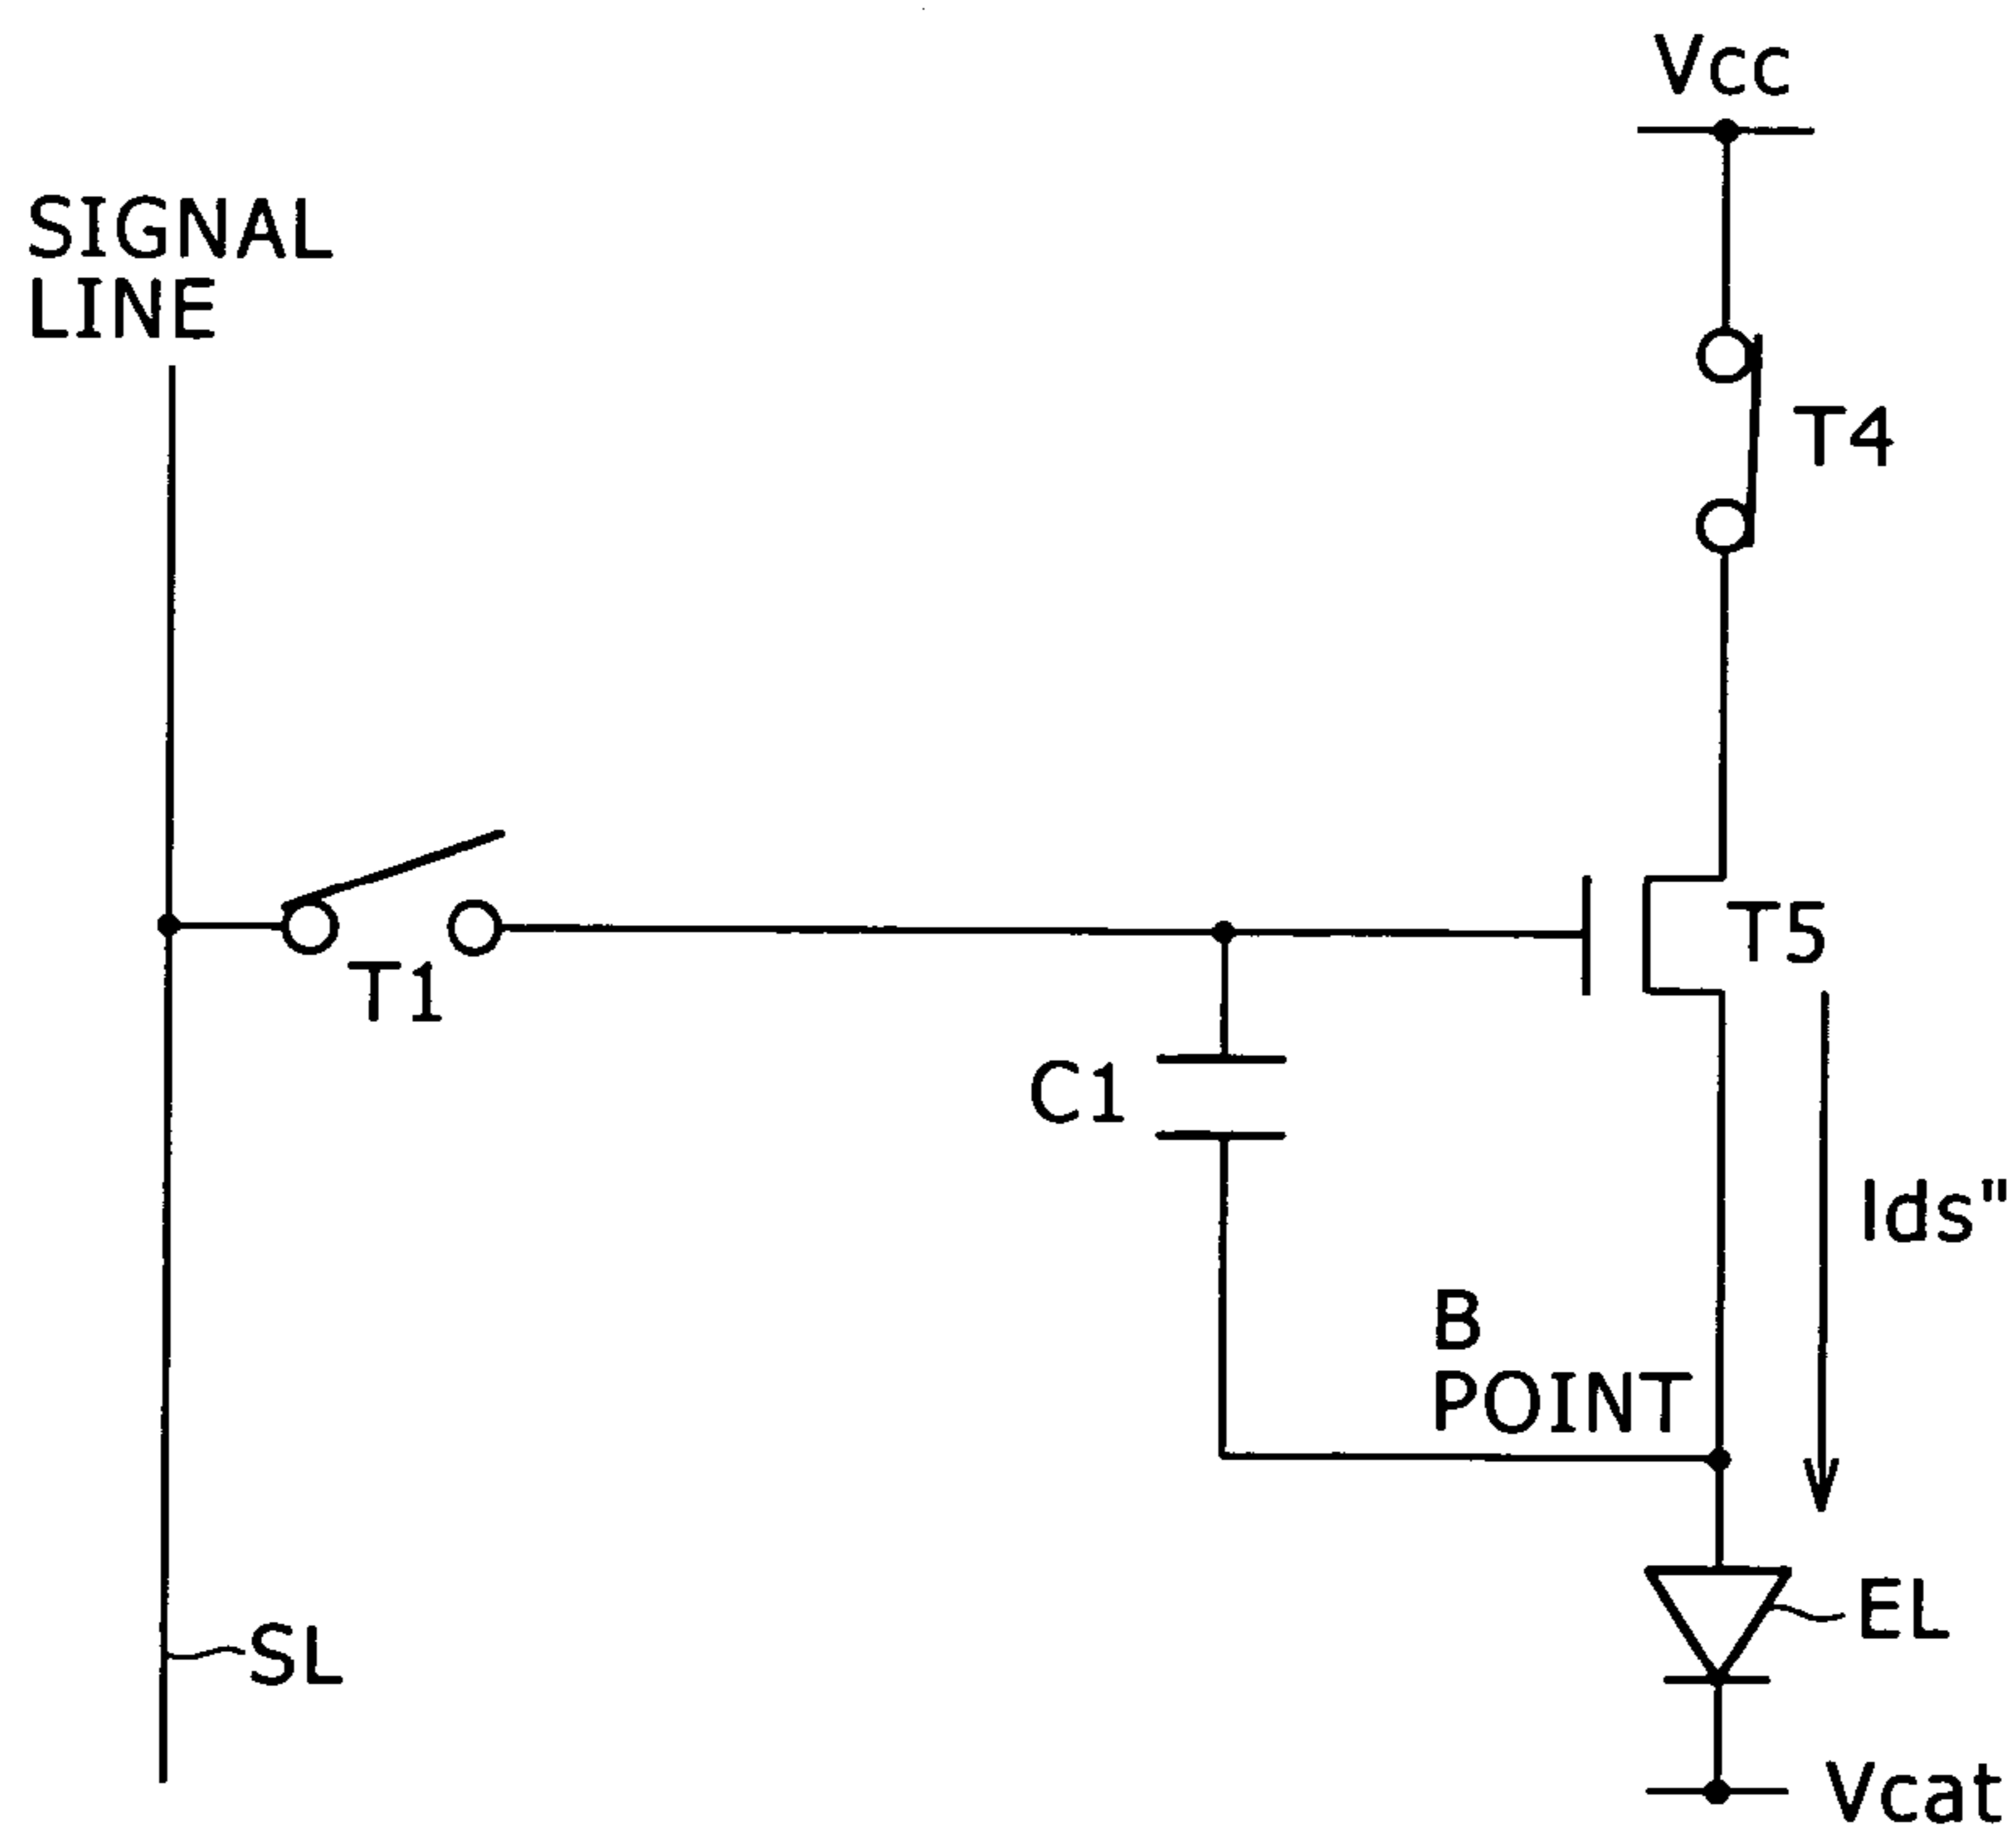 Vcc
SIGNAL
LINE
T4
T5
T1
C1
Ids"
B
POINT
EL
SL
Vcat